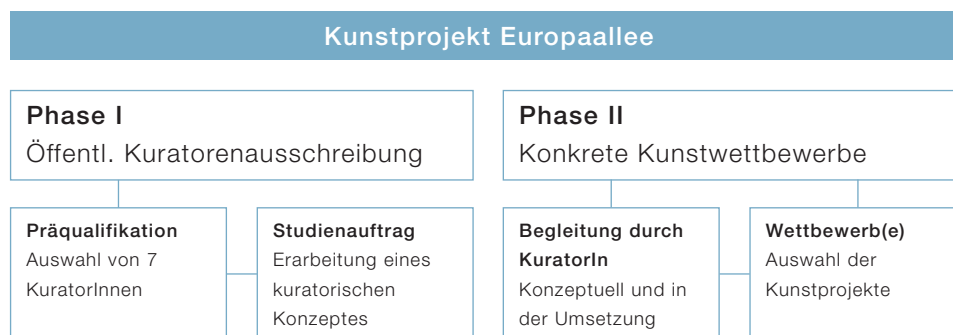 Kunstprojekt Europaallee
Phase I
Öffentl. Kuratorenausschreibung
Phase II
Konkrete Kunstwettbewerbe
Präqualifikation
Auswahl von 7
KuratorInnen
Studienauftrag
Erarbeitung eines
kuratorischen
Konzeptes
Begleitung durch
KuratorIn
Konzeptuell und in
der Umsetzung
Wettbewerb(e)
Auswahl der
Kunstprojekte